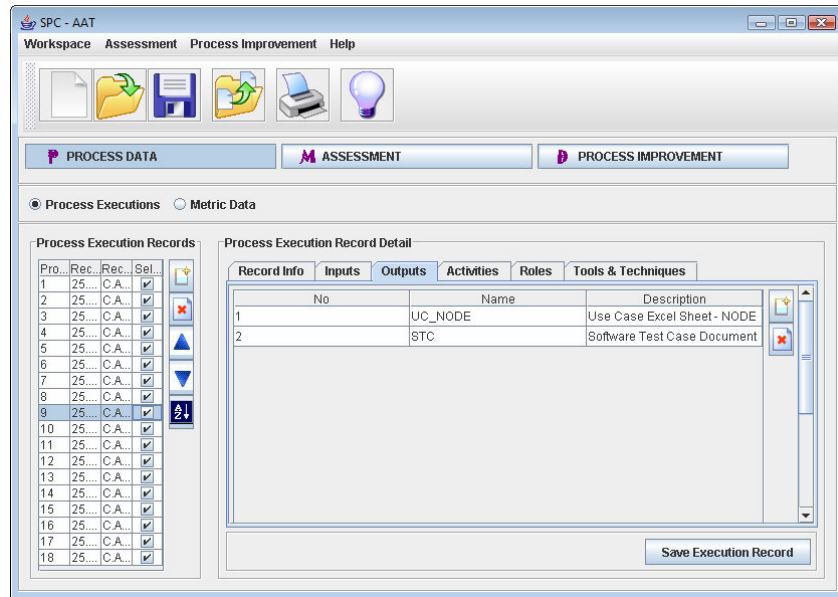 SPC - AAT
Workspace Assessment Process Improvement Help
P PROCESS DATA M ASSESSMENT PROCESS IMPROVEMENT
Process Executions Metric Data
Process Execution Records
Pro... Rec... Rec... Sel...
1 25.... C.A...
2 25.... C.A...
3 25.... C.A...
4 25.... C.A...
5 25.... C.A...
6 25.... C.A...
7 25.... C.A...
8 25.... C.A...
9 25.... C.A...
10 25.... C.A...
11 25.... C.A...
12 25.... C.A...
13 25.... C.A...
14 25.... C.A...
15 25.... C.A...
16 25.... C.A...
17 25.... C.A...
18 25.... C.A...
A
Z
Process Execution Record Detail
Record Info Inputs Outputs Activities Roles Tools & Techniques
No Name Description
1 UC_NODE Use Case Excel Sheet - NODE
2 STC Software Test Case Document
Save Execution Record